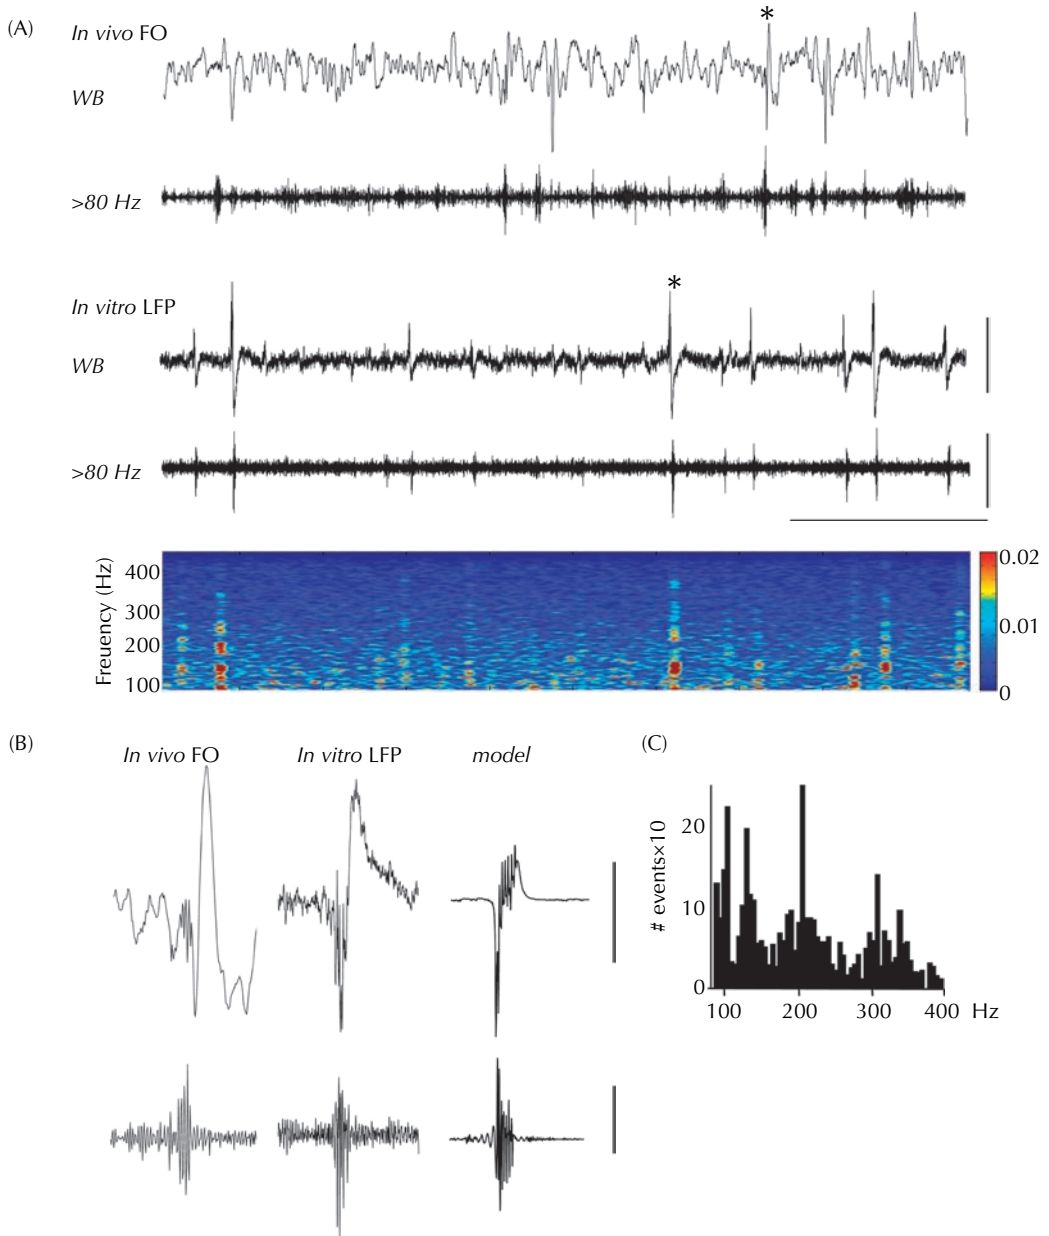 (A)
In vivo FO
*
WB
>80 Hz
In vitro LFP
*
WB
>80 Hz
Freuency (Hz)
400
300
200
100
0.02
0.01
0
(B)
In vivo FO
In vitro LFP
model
(C)
# events×10
20
10
0
100
200
300
400
Hz